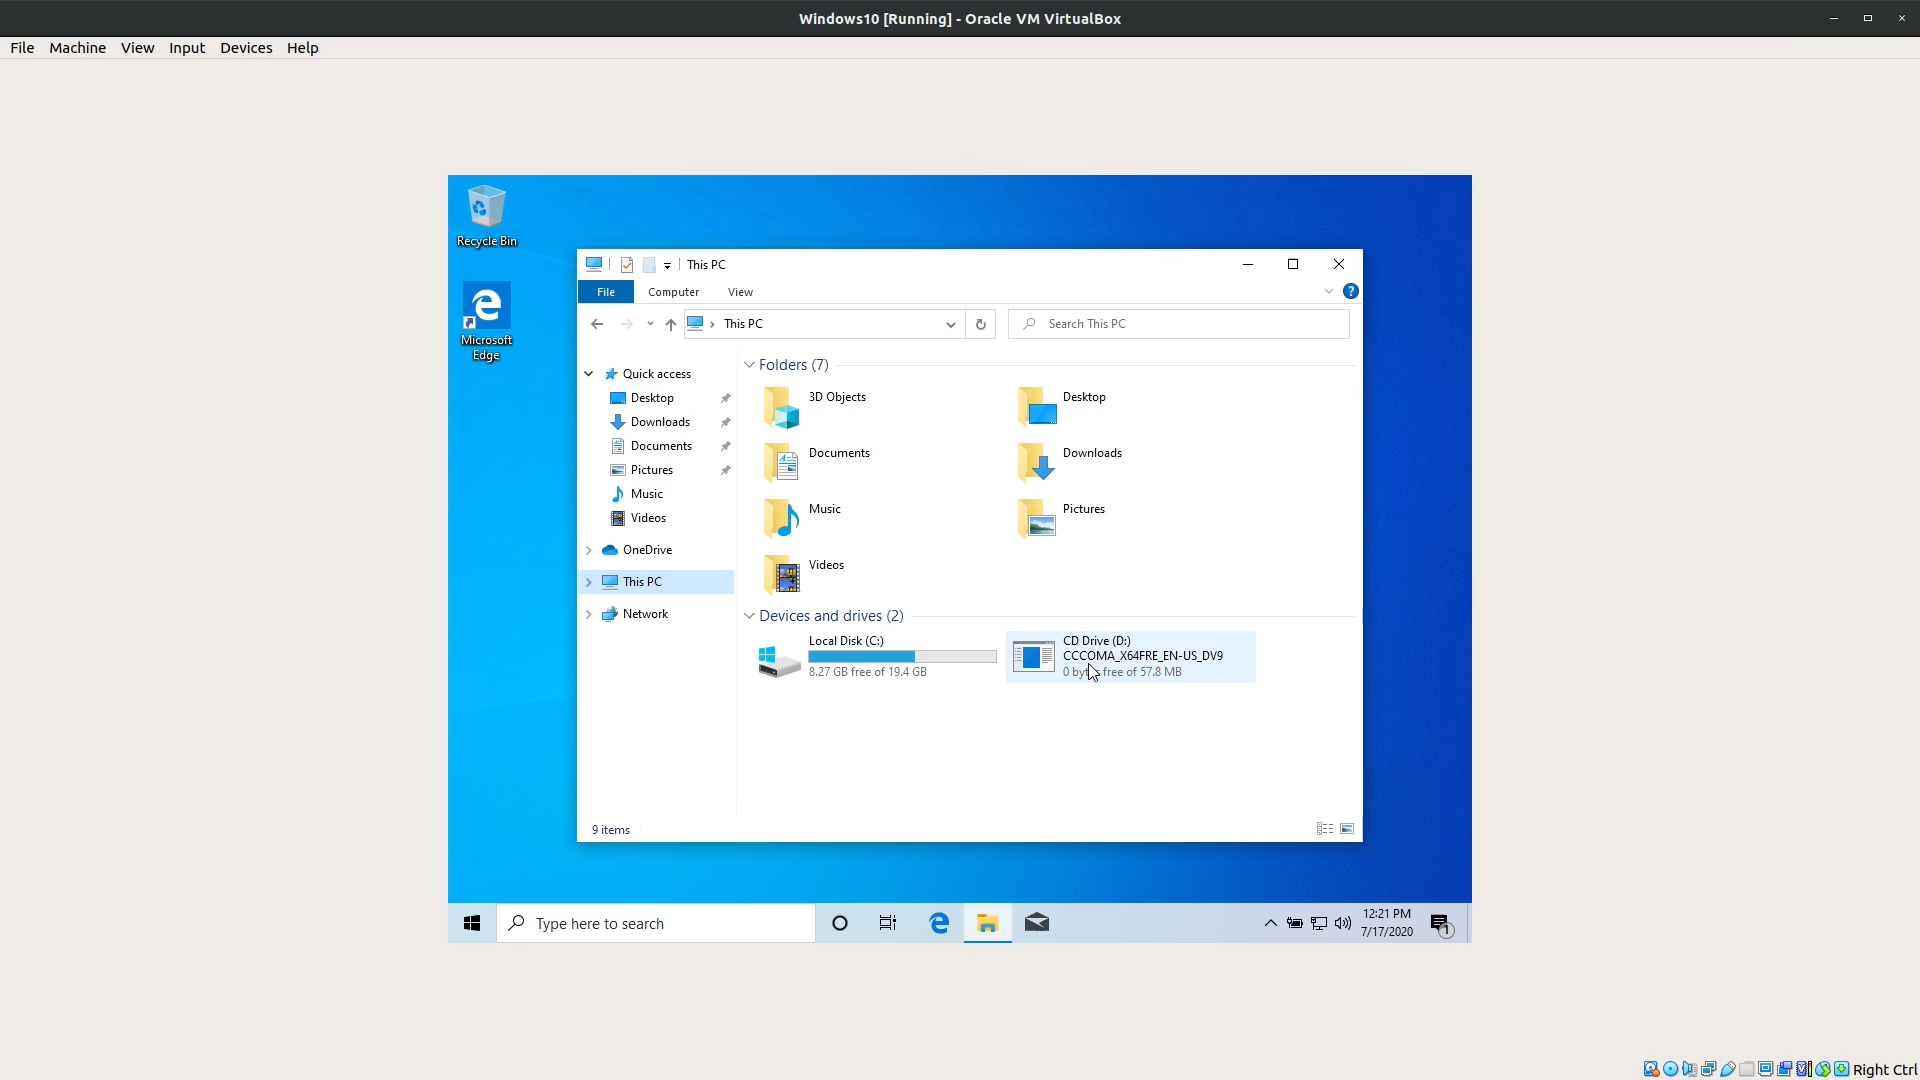 Windows10 [Running] - Oracle VM VirtualBox
File Machine View Input Devices Help
Recycle Bin
Microsoft
Edge
This PC
File Computer View
This PC
Search This PC
Quick access
Desktop
Downloads
Documents
Pictures
Music
Videos
OneDrive
This PC
Network
Folders (7)
3D Objects
Desktop
Documents
Downloads
Music
Pictures
Videos
Devices and drives (2)
Local Disk (C:)
8.27 GB free of 19.4 GB
CD Drive (D:)
CCCOMA_X64FRE_EN-US_DV9
0 bytes free of 57.8 MB
9 items
Type here to search
12:21 PM
7/17/2020
1
Right Ctrl